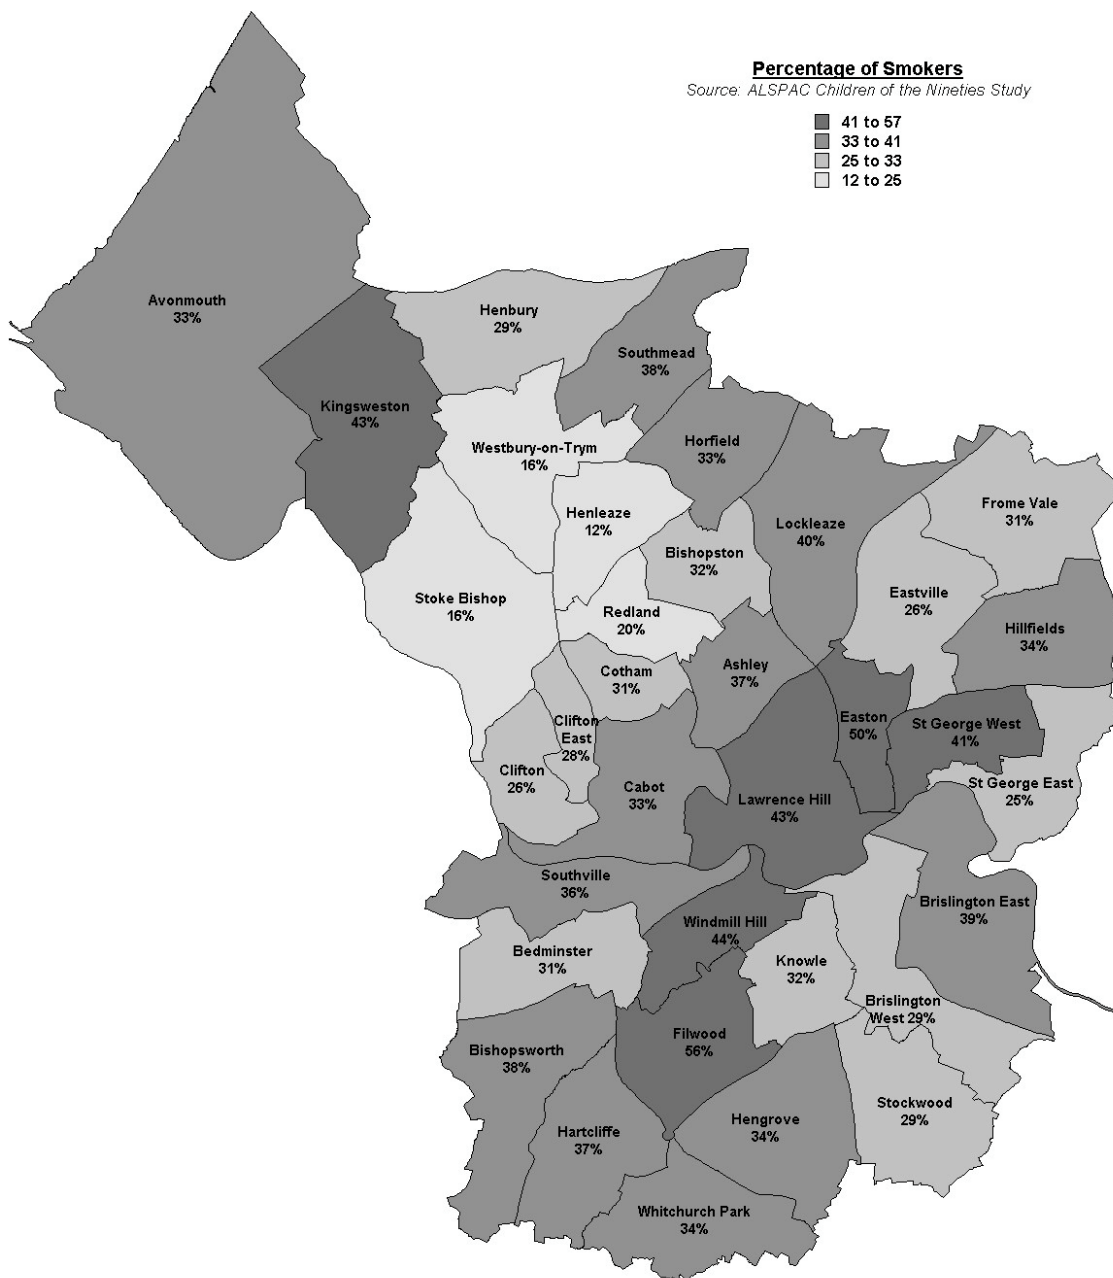 Percentage of Smokers
Source: ALSPAC Children of the Nineties Study
41 to 57
33 to 41
25 to 33
12 to 25
Avonmouth
33%
Henbury
29%
Southmead
38%
Kingsweston
43%
Westbury-on-Trym
16%
Horfield
33%
Henleaze
12%
Lockleaze
40%
Frome Vale
31%
Bishopston
32%
Stoke Bishop
16%
Redland
20%
Eastville
26%
Hillfields
34%
Cotham
31%
Ashley
37%
Clifton
East
28%
Easton
50%
St George West
41%
Clifton
26%
Cabot
33%
Lawrence Hill
43%
St George East
25%
Southville
36%
Windmill Hill
44%
Brislington East
39%
Bedminster
31%
Knowle
32%
Brislington
West 29%
Filwood
56%
Bishopsworth
38%
Stockwood
29%
Hartcliffe
37%
Hengrove
34%
Whitchurch Park
34%